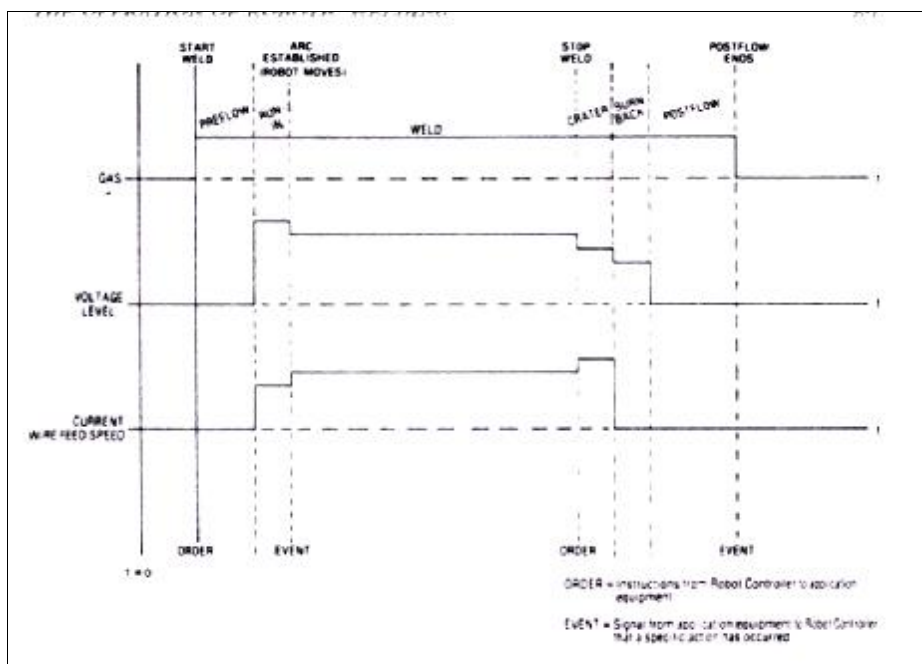 START
WELD
ARC
ESTABLISHED
(ROBOT MOVES)
STOP
WELD
POSTFLOW
ENDS
PREFLOW
RUN
IN
WELD
CRATER
BURN
BACK
POSTFLOW
GAS
VOLTAGE
LEVEL
CURRENT
WIRE FEED SPEED
ORDER
EVENT
ORDER
EVENT
T = 0
ORDER = Instructions from Robot Controller to application
equipment
EVENT = Signal from application equipment to Robot Controller
that a specific action has occurred